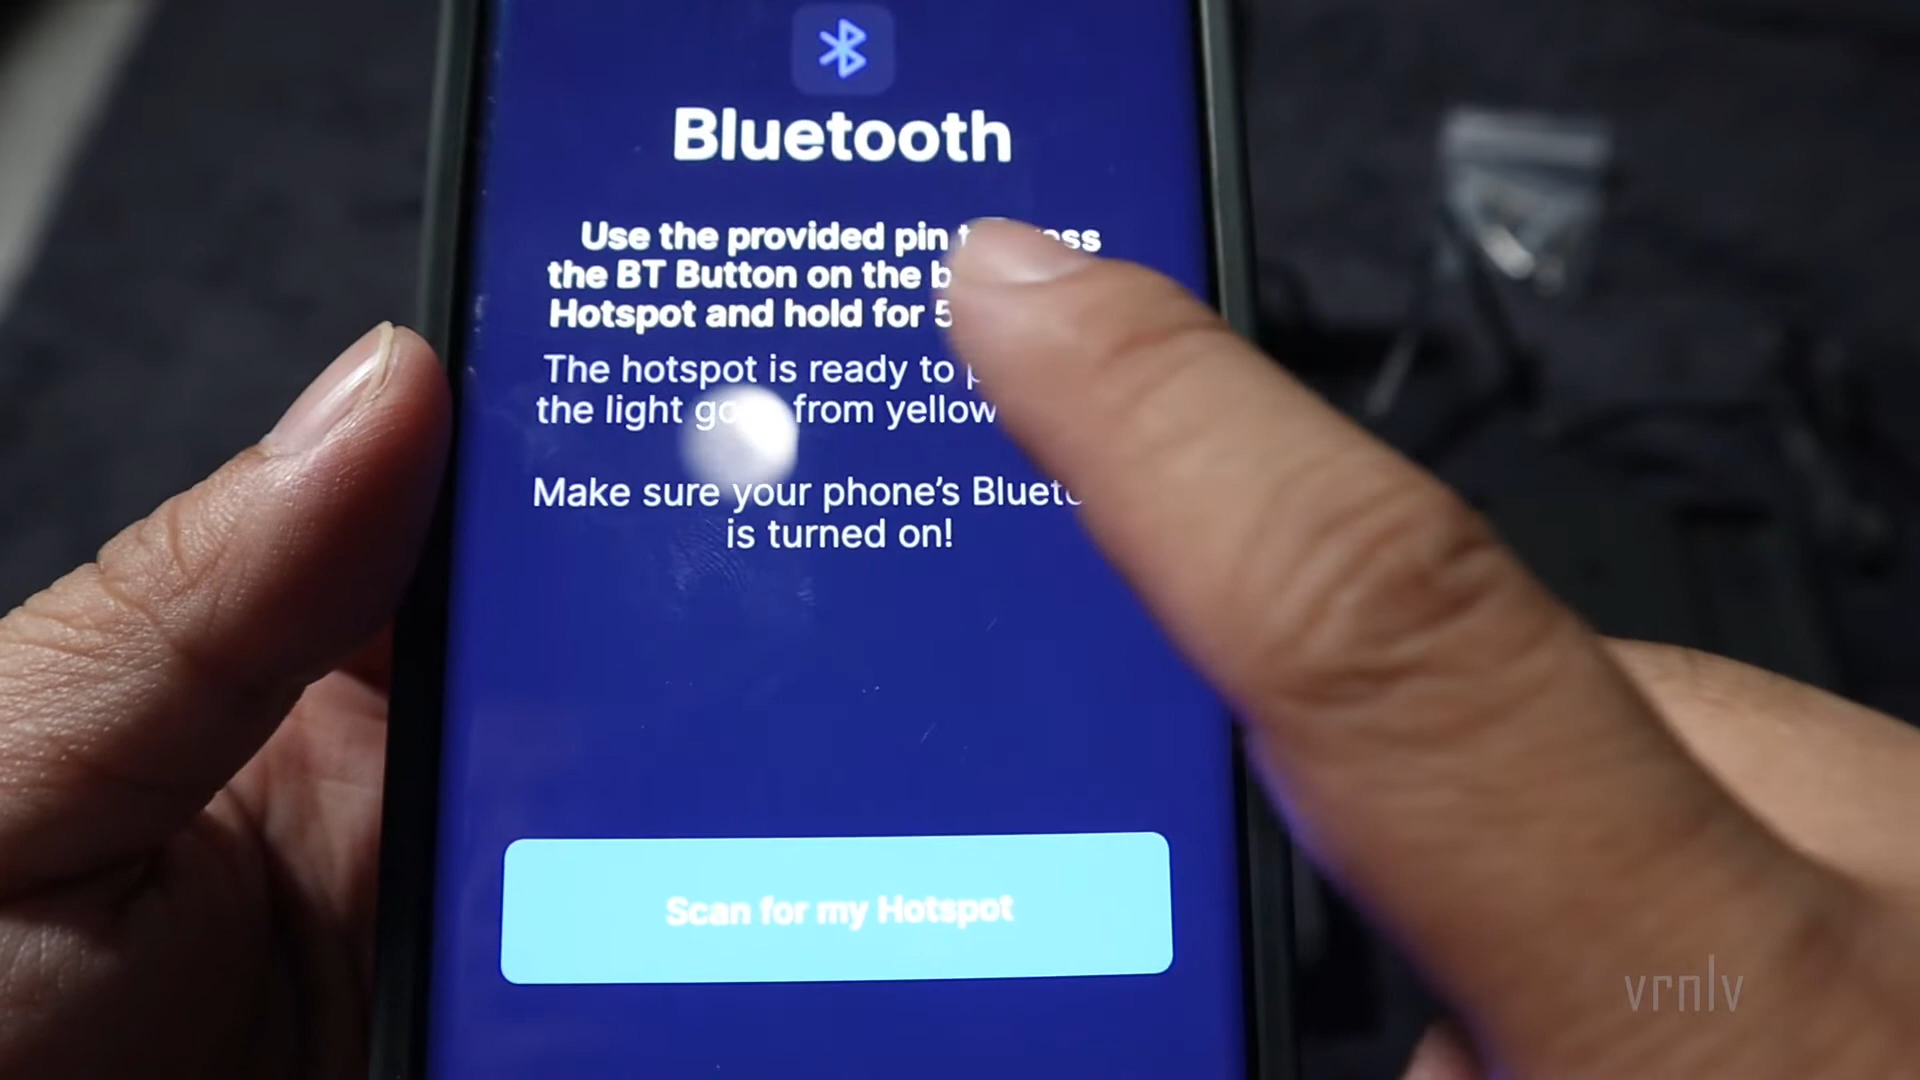 Bluetooth
Use the provided pin
the BT Button on the
Hotspot and hold for 5
The hotspot is ready to
the light from yellow
Make sure your phone's
is turned on!
Scan for my Hotspot
vrnlv